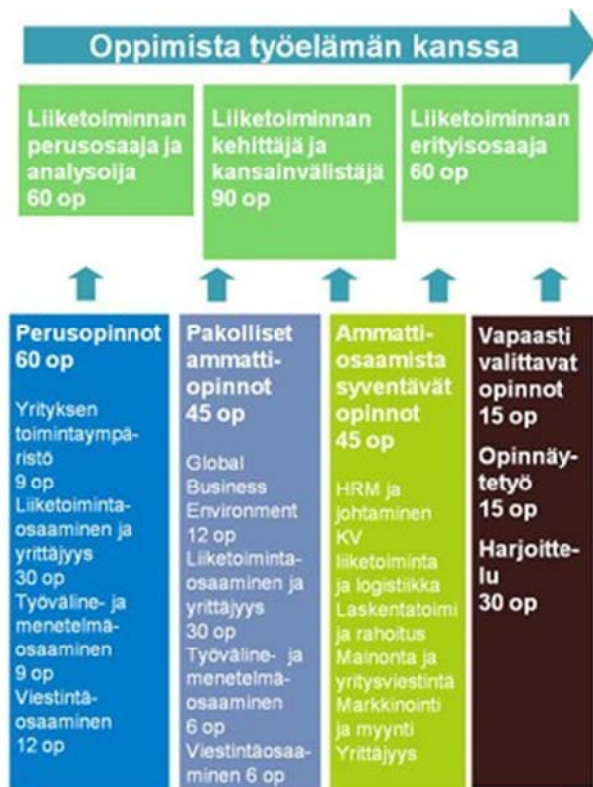 Oppimista työelämän kanssa
Liiketoiminnan
perusosaaja ja
analysoija
60 op
Liiketoiminnan
kehittäjä ja
kansainvälistäjä
90 op
Liiketoiminnan
erityisosaaja
60 op
Perusopinnot
60 op
Yrityksen
toimintaympä-
ristö
9 op
Liiketoiminta-
osaaminen ja
yrittäjyys
30 op
Työväline- ja
menetelmä-
osaaminen
9 op
Viestintä-
osaaminen
12 op
Pakolliset
ammatti-
opinnot
45 op
Global
Business
Environment
12 op
Liiketoiminta-
osaaminen ja
yrittäjyys
30 op
Työväline- ja
menetelmä-
osaaminen
6 op
Viestintäosaa-
minen 6 op
Ammatti-
osaamista
syventävät
opinnot
45 op
HRM ja
johtaminen
KV
liiketoiminta
ja logistiikka
Laskentatoimi
ja rahoitus
Mainonta ja
yritysviestintä
Markkinointi
ja myynti
Yrittäjyys
Vapaasti
valittavat
opinnot
15 op
Opinnäy-
tetyö
15 op
Harjoitte-
lu
30 op